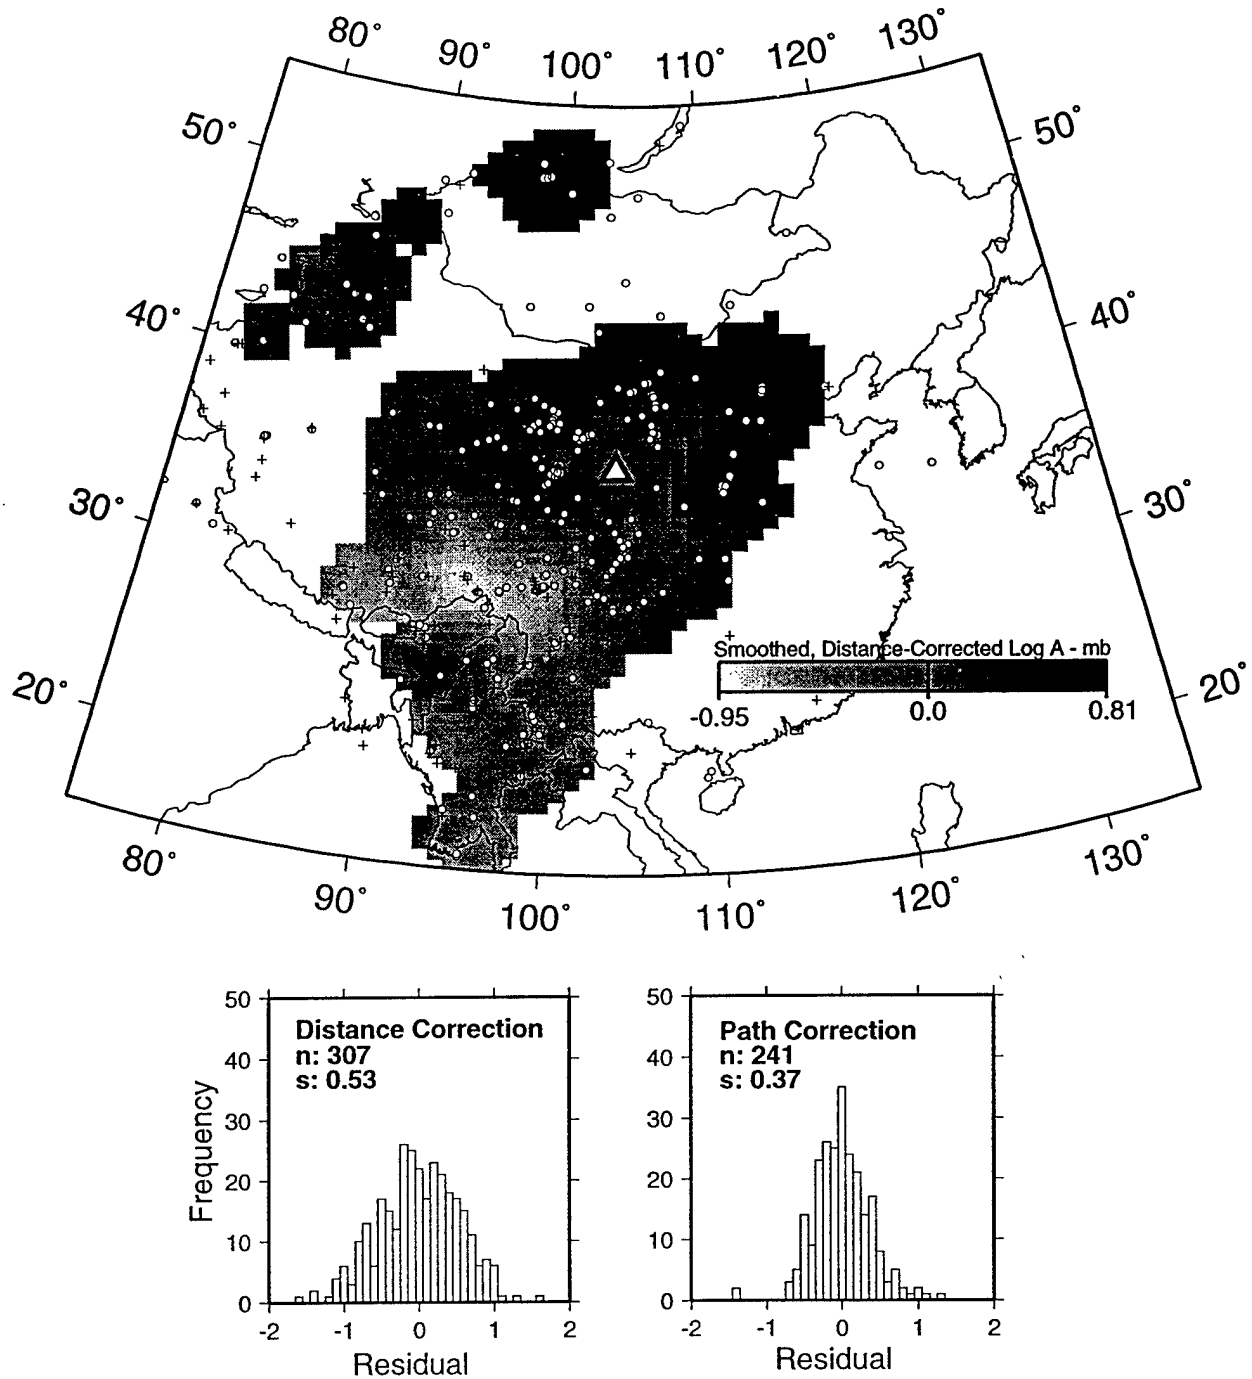 80° 90° 100° 110° 120° 130°
50° 50°
40° 40°
30° 30°
20° 20°
Smoothed, Distance-Corrected Log A - mb
-0.95 0.0 0.81
80° 90° 100° 110° 120° 130°
50
40
30
20
10
0
Frequency
Distance Correction
n: 307
s: 0.53
-2 -1 0 1 2
Residual
50
40
30
20
10
0
Path Correction
n: 241
s: 0.37
-2 -1 0 1 2
Residual